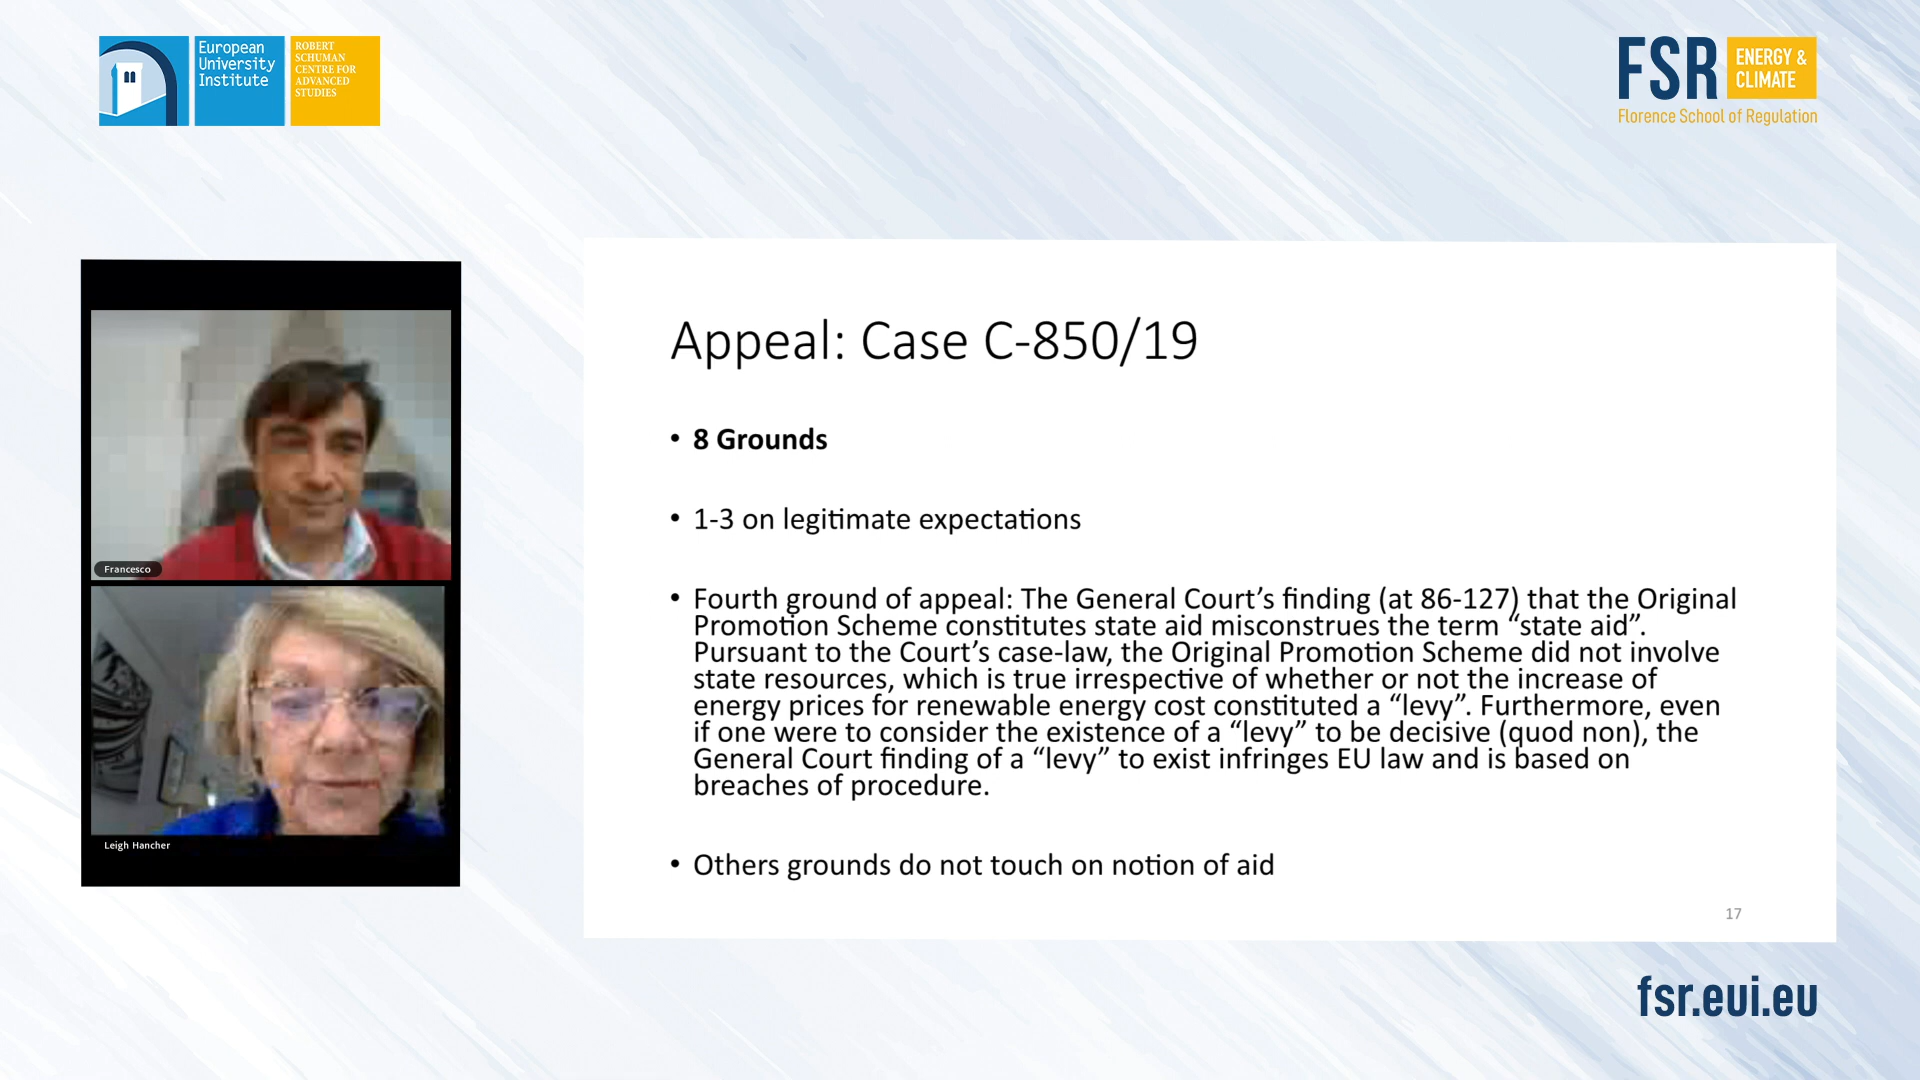 European
University
Institute
ROBERT
SCHUMAN
CENTRE FOR
ADVANCED
STUDIES
FSR
ENERGY &
CLIMATE
Florence School of Regulation
Francesco
Leigh Hancher
Appeal: Case C-850/19
• 8 Grounds
• 1-3 on legitimate expectations
• Fourth ground of appeal: The General Court’s finding (at 86-127) that the Original
Promotion Scheme constitutes state aid misconstrues the term “state aid”.
Pursuant to the Court’s case-law, the Original Promotion Scheme did not involve
state resources, which is true irrespective of whether or not the increase of
energy prices for renewable energy cost constituted a “levy”. Furthermore, even
if one were to consider the existence of a “levy” to be decisive (quod non), the
General Court finding of a “levy” to exist infringes EU law and is based on
breaches of procedure.
• Others grounds do not touch on notion of aid
17
fsr.eui.eu